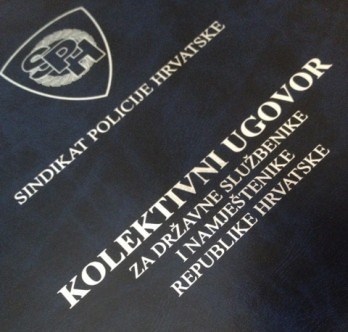 SPH
SINDIKAT POLICIJE HRVATSKE
KOLEKTIVNI UGOVOR
ZA DRŽAVNE SLUŽBENIKE
I NAMJEŠTENIKE
REPUBLIKE HRVATSKE